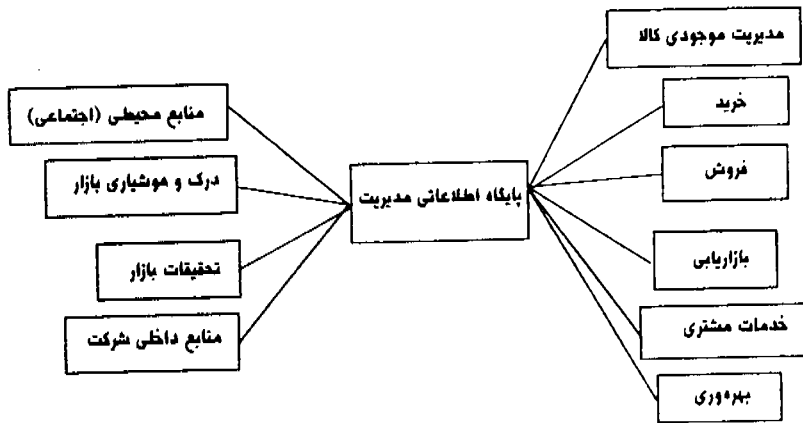 مدیریت موجودی کالا
خرید
فروش
بازاریابی
خدمات مشتری
بهره‌وری
پایگاه اطلاعاتی مدیریت
منابع محیطی (اجتماعی)
درک و هوشیاری بازار
تحقیقات بازار
منابع داخلی شرکت